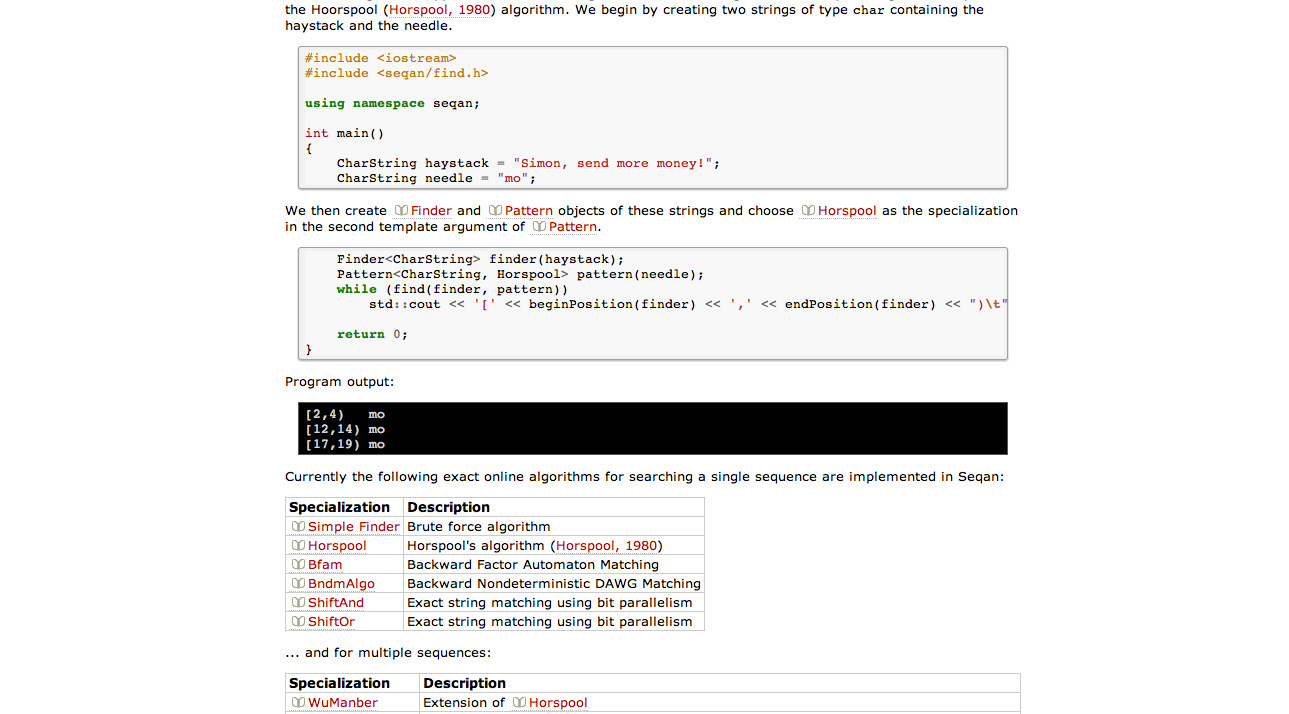 the Hoorspool (Horspool, 1980) algorithm. We begin by creating two strings of type char containing the
haystack and the needle.
#include <iostream>
#include <seqan/find.h>
using namespace seqan;
int main()
{
    CharString haystack = "Simon, send more money!";
    CharString needle = "mo";
We then create Finder and Pattern objects of these strings and choose Horspool as the specialization
in the second template argument of Pattern.
    Finder<CharString> finder(haystack);
    Pattern<CharString, Horspool> pattern(needle);
    while (find(finder, pattern))
        std::cout << '[' << beginPosition(finder) << ',' << endPosition(finder) << ")\t"
    return 0;
}
Program output:
[2,4)   mo
[12,14) mo
[17,19) mo
Currently the following exact online algorithms for searching a single sequence are implemented in Seqan:
Specialization Description
Simple Finder Brute force algorithm
Horspool Horspool's algorithm (Horspool, 1980)
Bfam Backward Factor Automaton Matching
BndmAlgo Backward Nondeterministic DAWG Matching
ShiftAnd Exact string matching using bit parallelism
ShiftOr Exact string matching using bit parallelism
... and for multiple sequences:
Specialization Description
WuManber Extension of Horspool